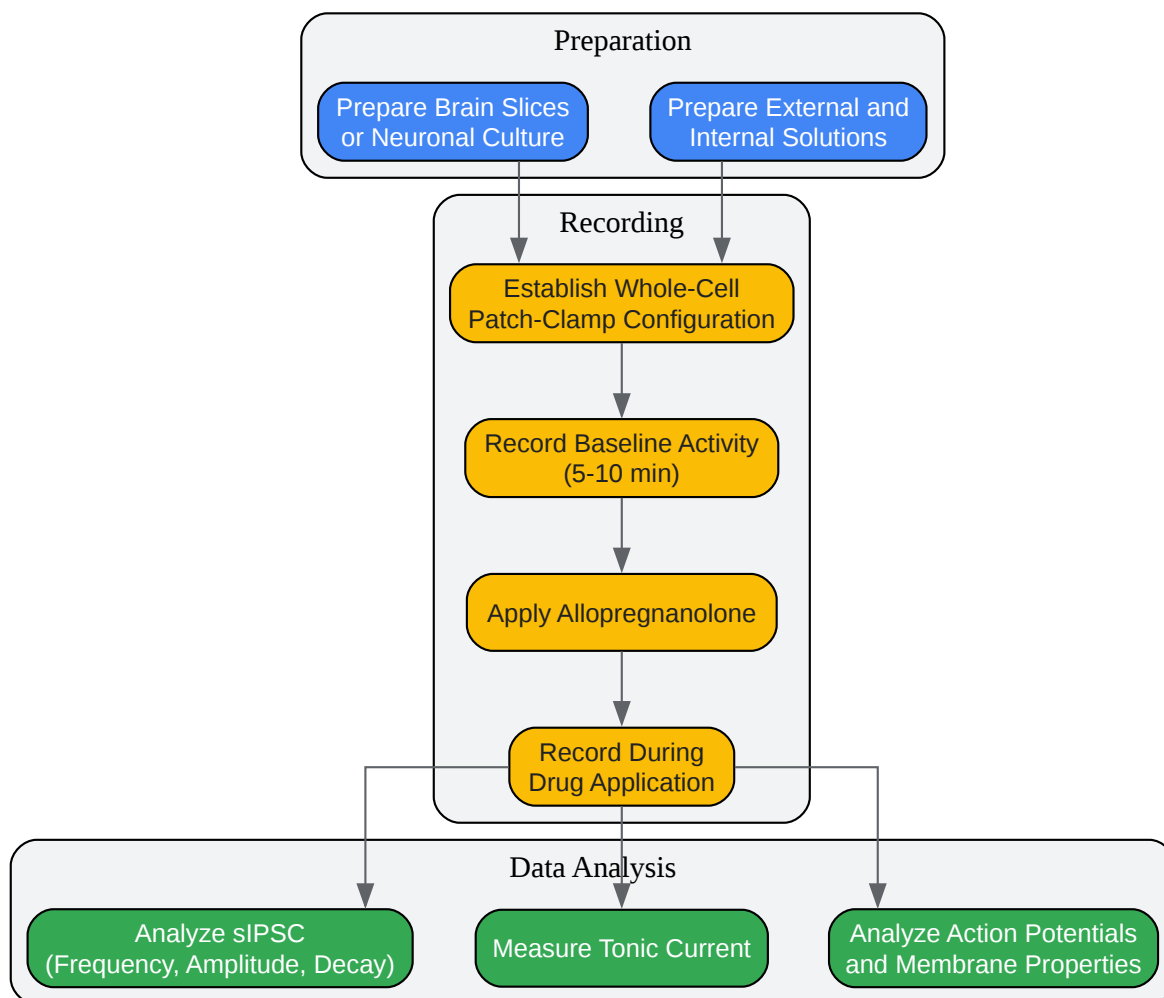 Preparation
Prepare Brain Slices
or Neuronal Culture
Prepare External and
Internal Solutions
Recording
Establish Whole-Cell
Patch-Clamp Configuration
Record Baseline Activity
(5-10 min)
Apply Allopregnanolone
Record During
Drug Application
Data Analysis
Analyze sIPSC
(Frequency, Amplitude, Decay)
Measure Tonic Current
Analyze Action Potentials
and Membrane Properties